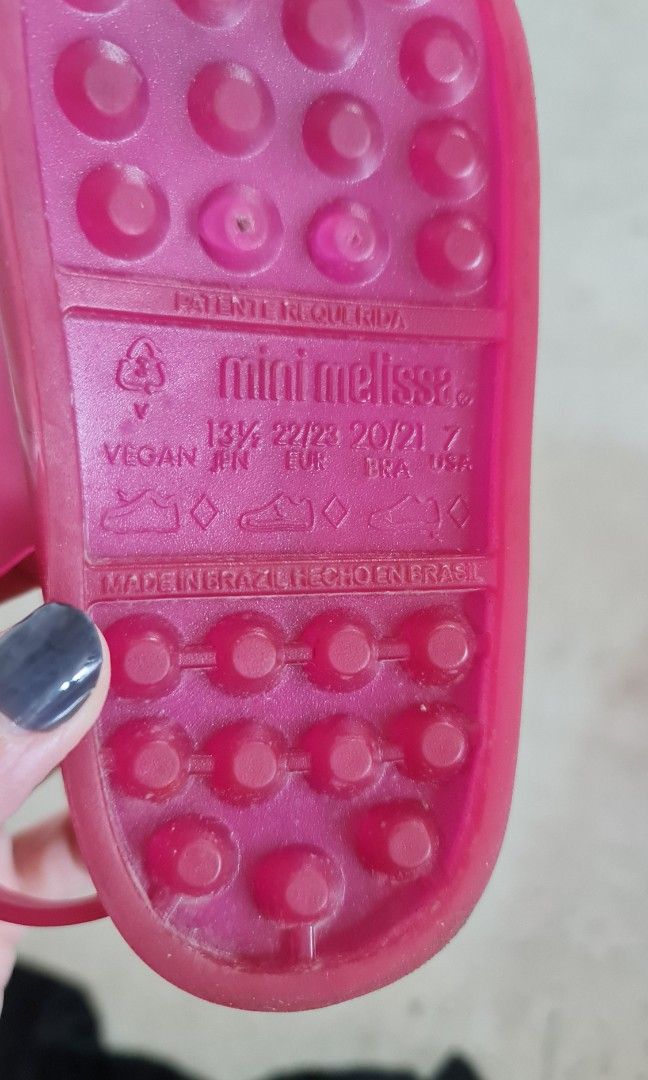 PATENTE REQUERIDA
3
V
mini melissa®
VEGAN 13½ 22/23 20/21 7
JPN EUR BRA USA
MADE IN BRAZIL HECHO EN BRASIL